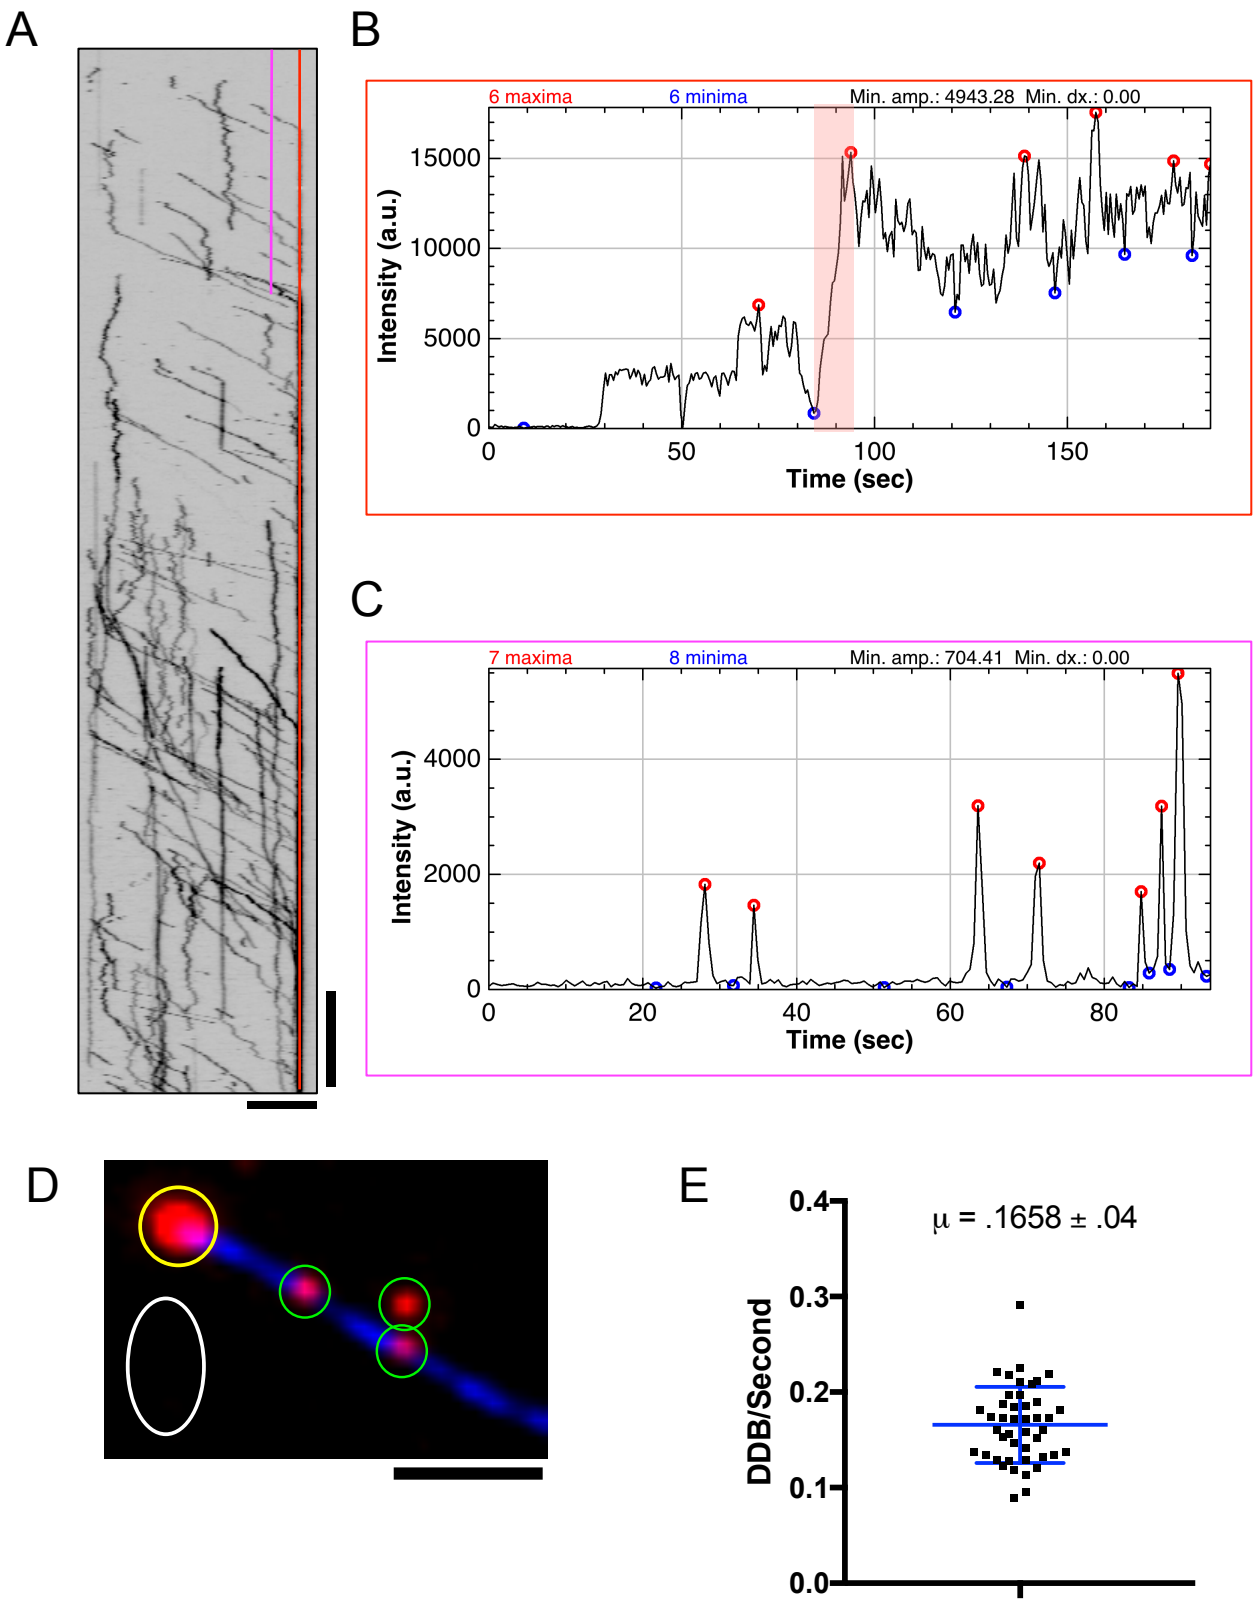 A
B
6 maxima 6 minima Min. amp.: 4943.28 Min. dx.: 0.00
15000
10000
5000
0
Intensity (a.u.)
0 50 100 150
Time (sec)
C
7 maxima 8 minima Min. amp.: 704.41 Min. dx.: 0.00
4000
2000
0
Intensity (a.u.)
0 20 40 60 80
Time (sec)
D
E
μ = .1658 ± .04
0.4
0.3
0.2
0.1
0.0
DDB/Second